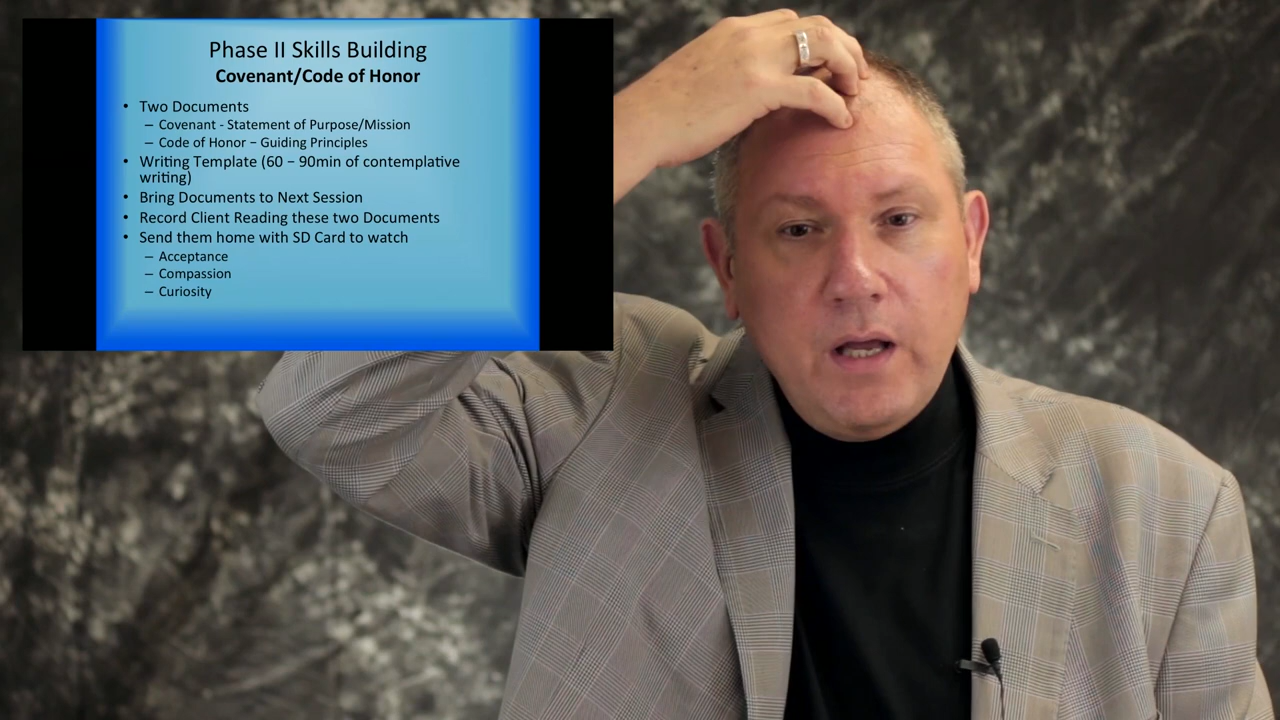 Phase II Skills Building
Covenant/Code of Honor
• Two Documents
– Covenant - Statement of Purpose/Mission
– Code of Honor – Guiding Principles
• Writing Template (60 – 90min of contemplative
writing)
• Bring Documents to Next Session
• Record Client Reading these two Documents
• Send them home with SD Card to watch
– Acceptance
– Compassion
– Curiosity